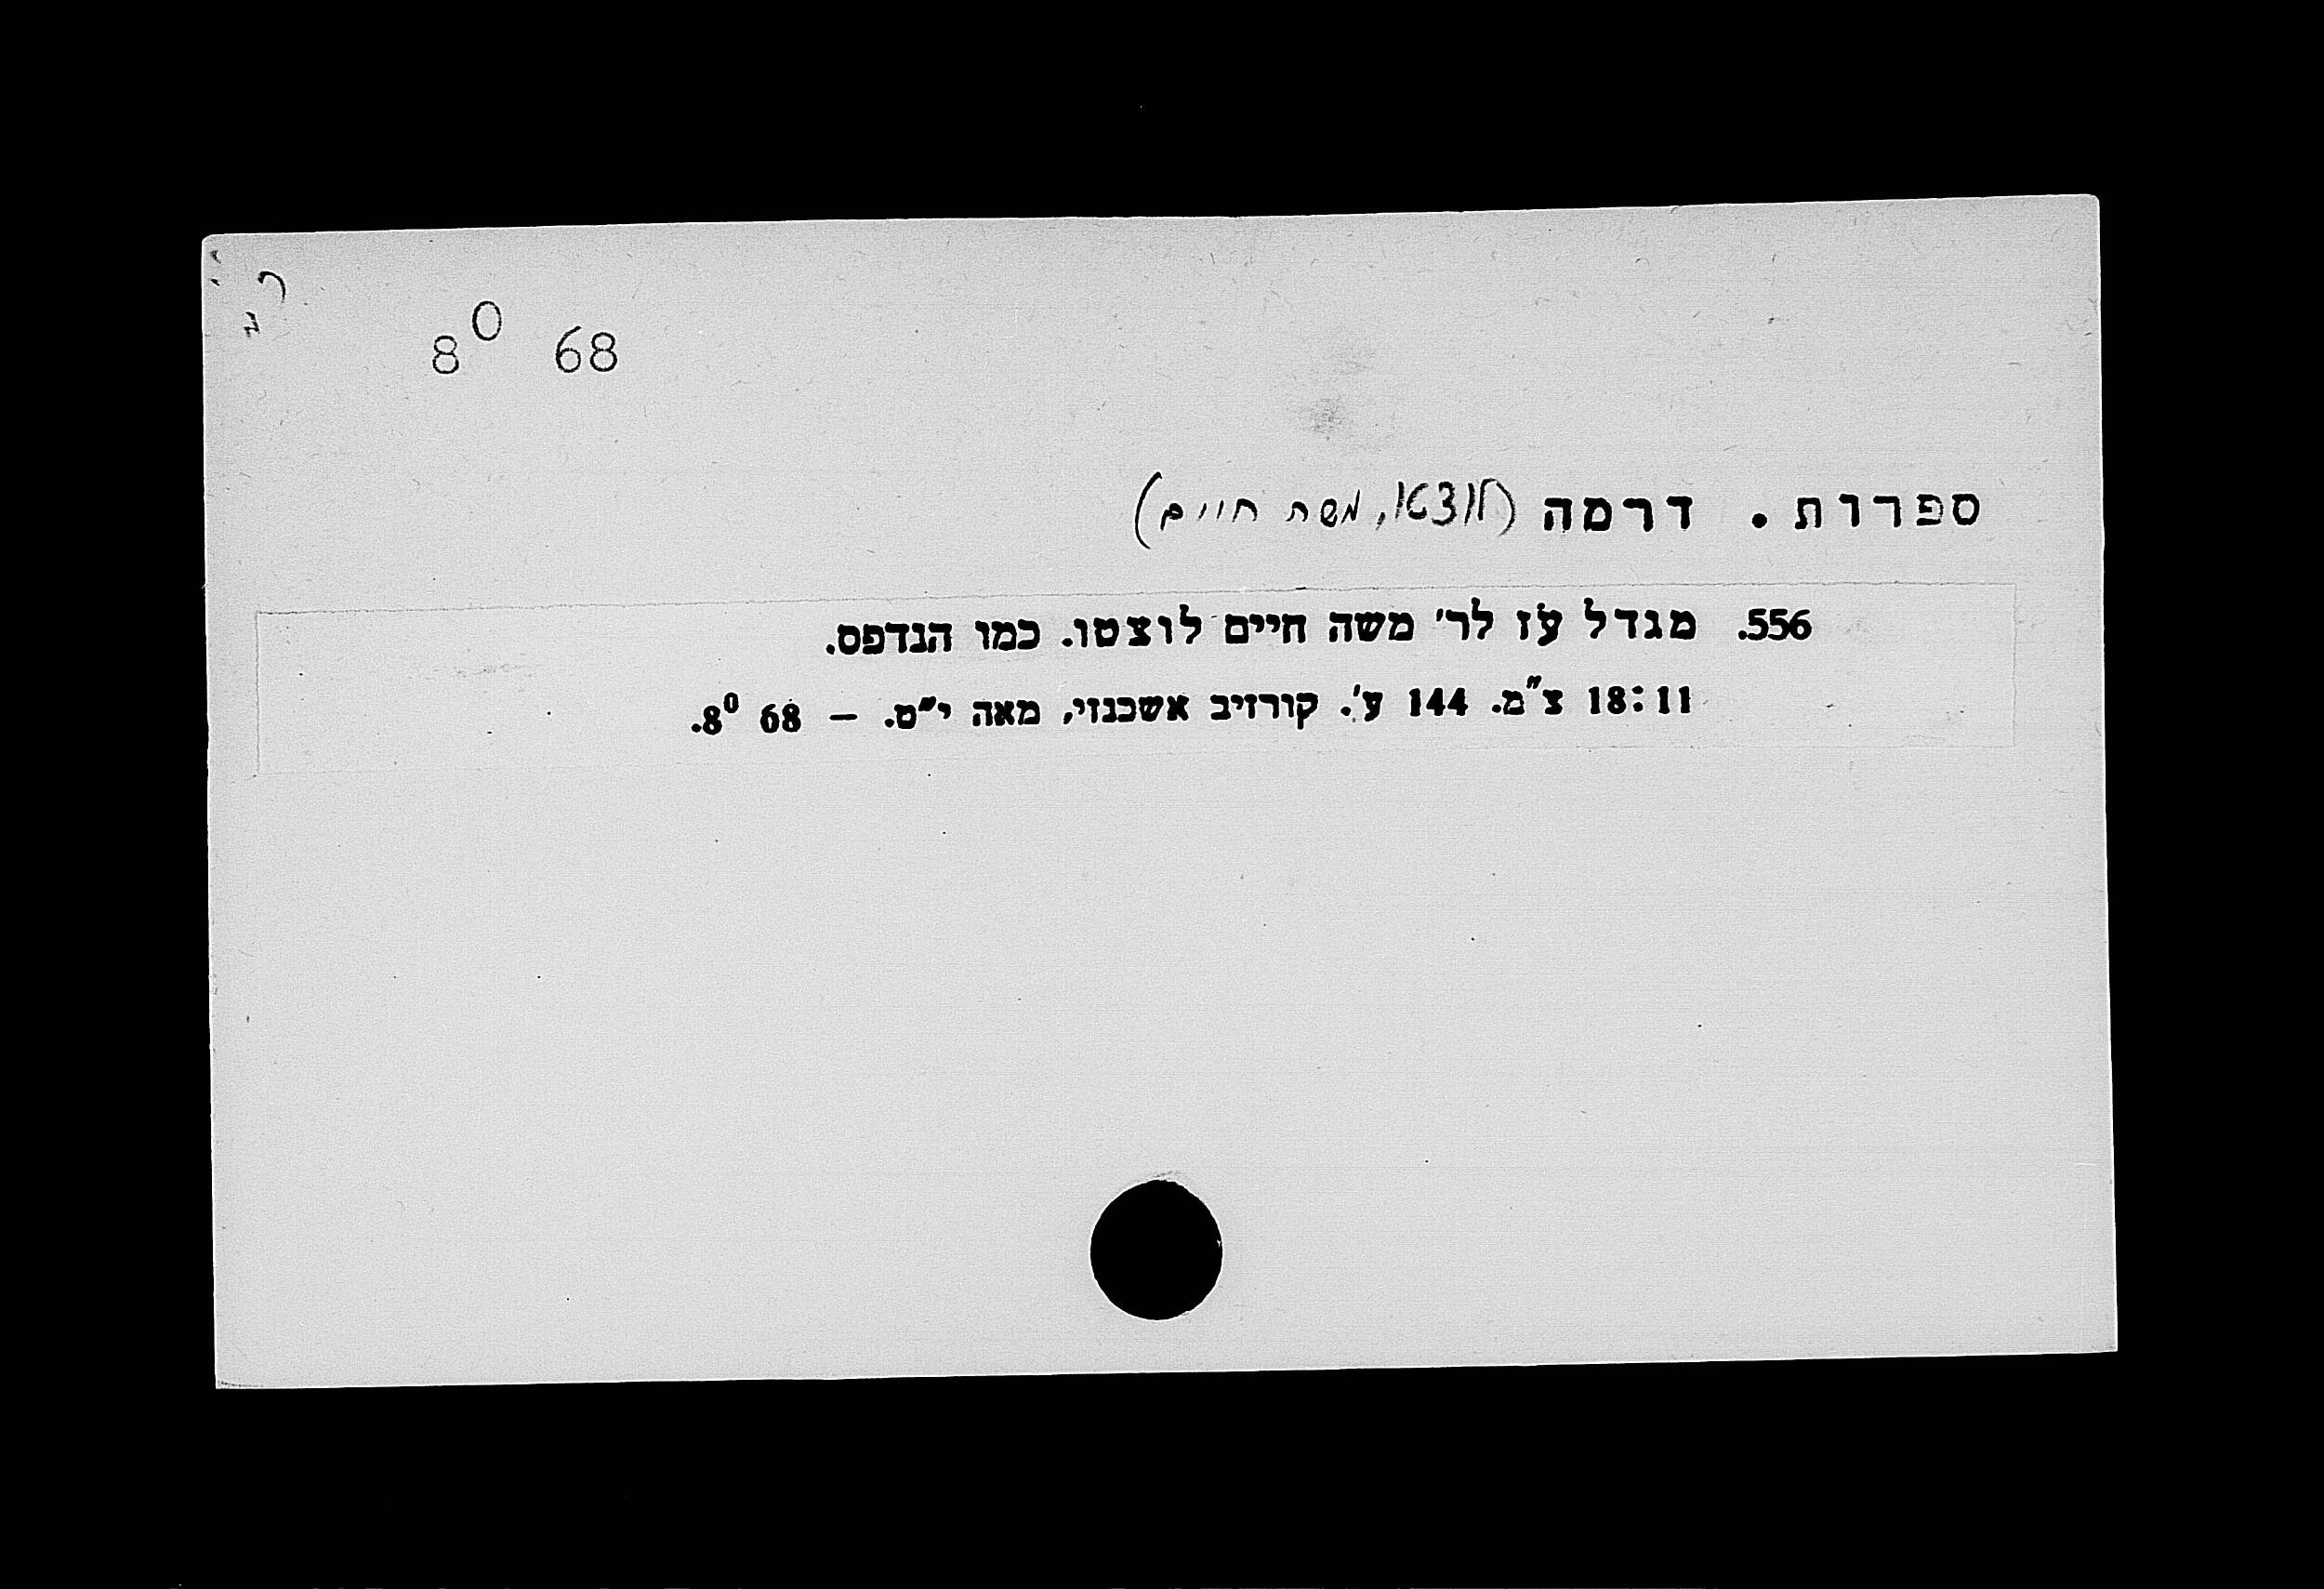 8⁰ 68
ספרות. דרמה (לוצאטו, משה חיים)
556. מגדל עז לר' משה חיים לוצטו. כמו הנדפס.
18:11 צ"מ. 144 ע'. קורזיב אשכנזי, מאה י"ט. – 68 8⁰.